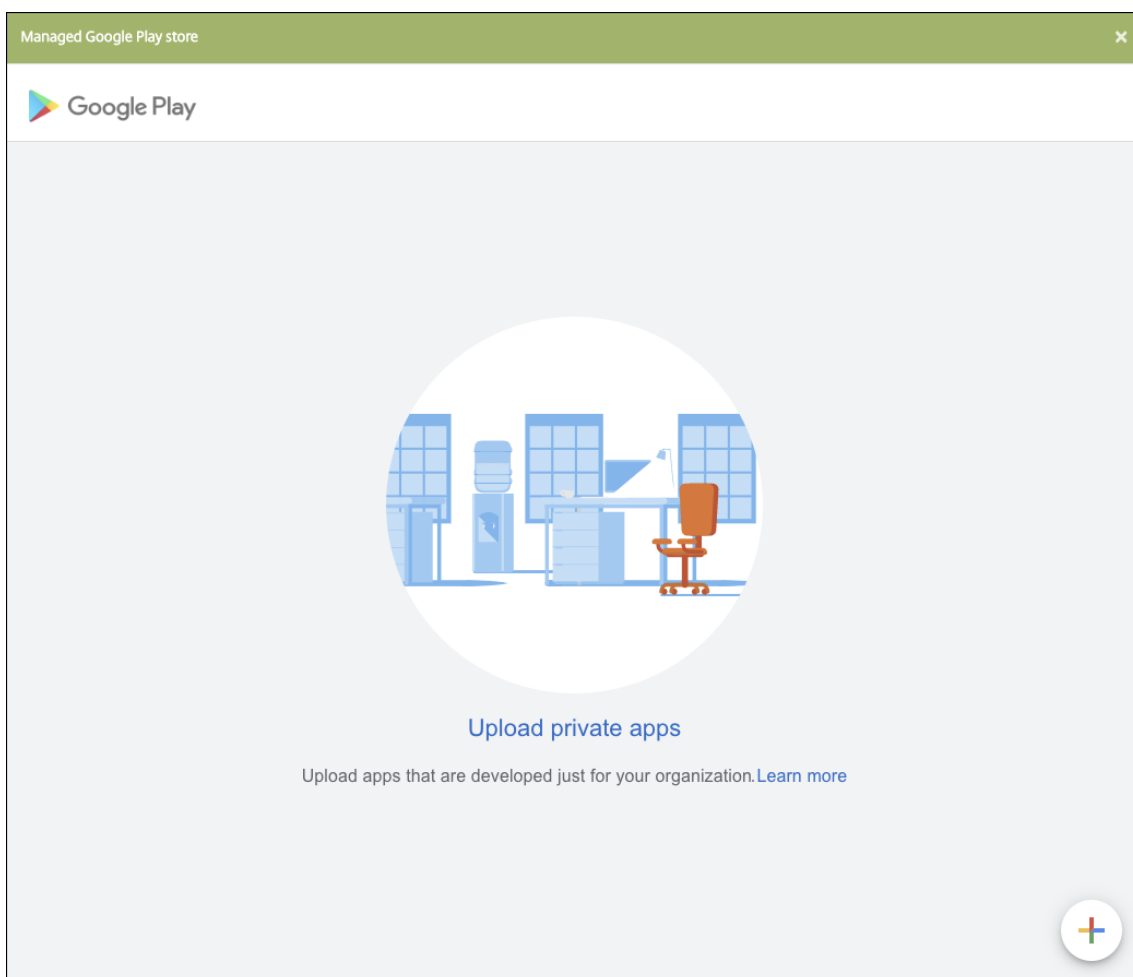 Managed Google Play store
Google Play
Upload private apps
Upload apps that are developed just for your organization. Learn more